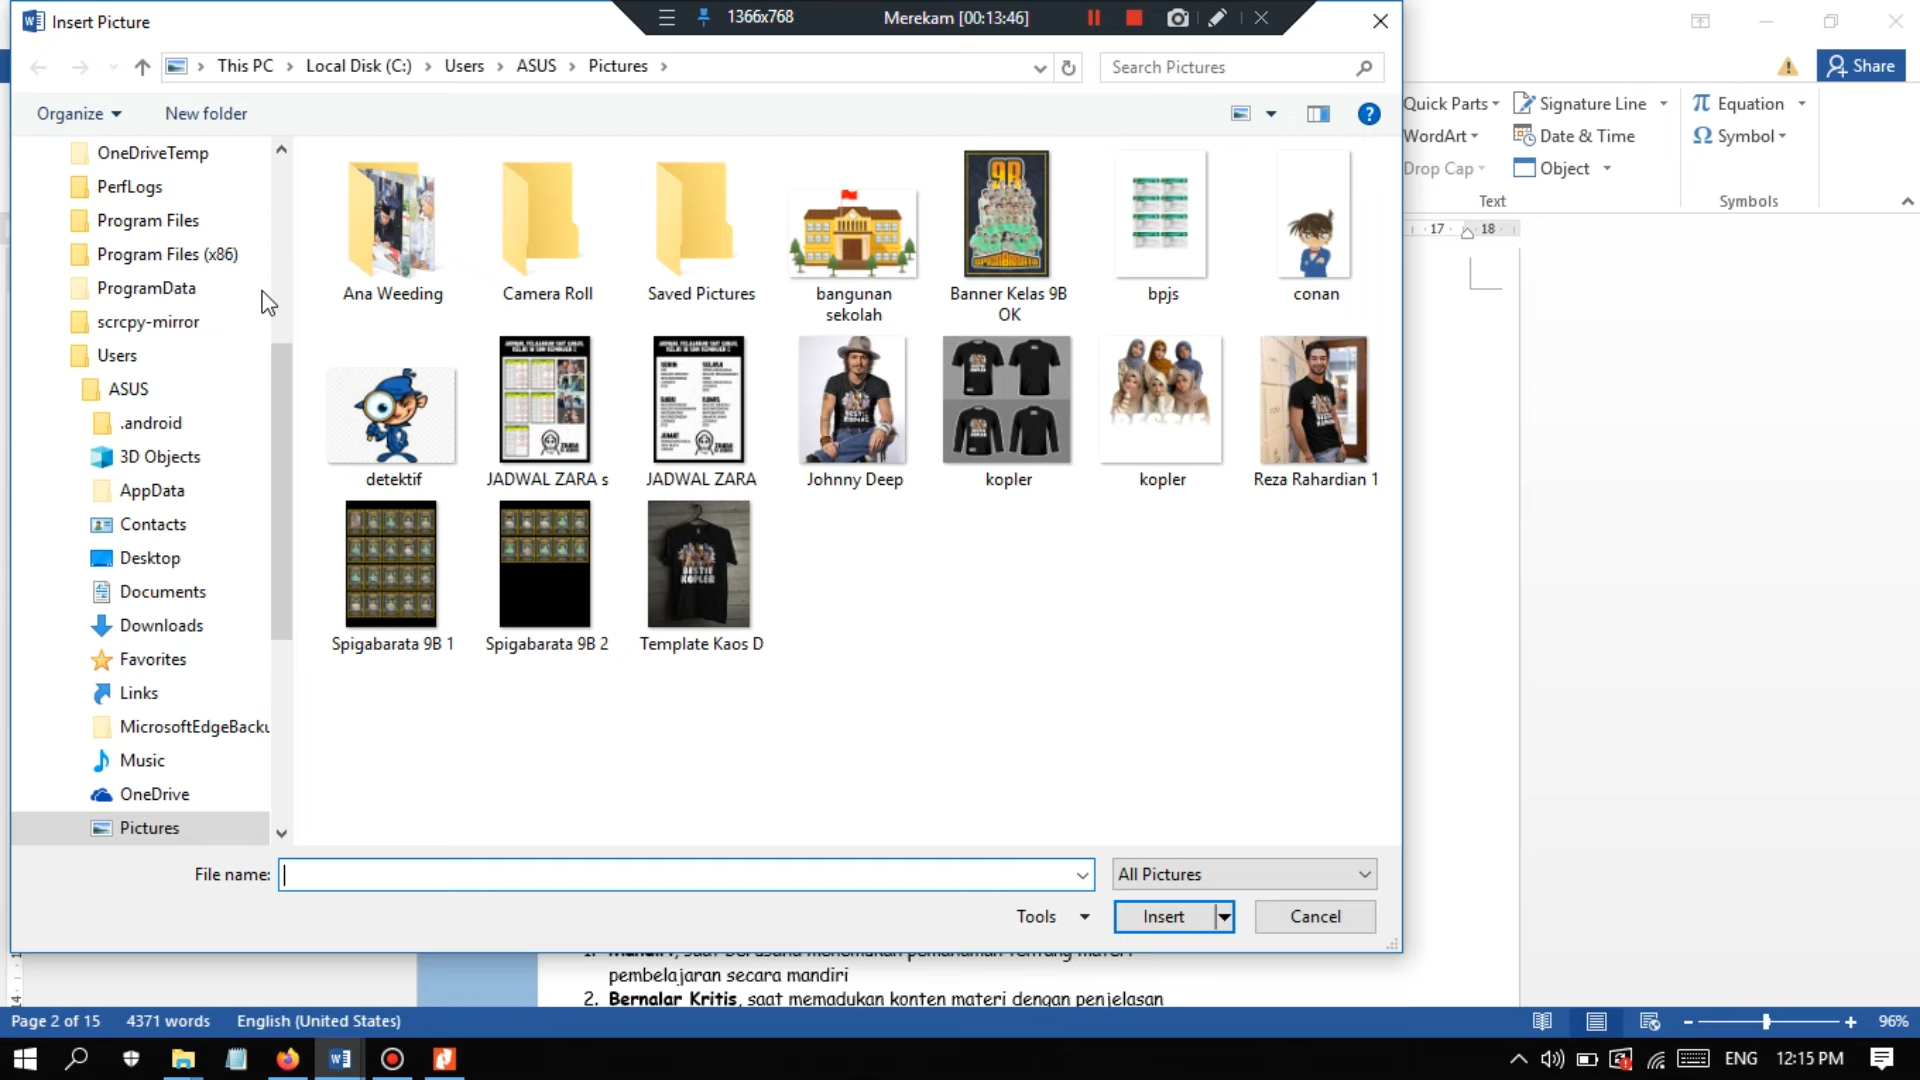 Insert Picture
1366x768
Merekam [00:13:46]
This PC
Local Disk (C:)
Users
ASUS
Pictures
Search Pictures
Share
Organize
New folder
Quick Parts
Signature Line
Equation
WordArt
Date & Time
Symbol
Drop Cap
Object
Text
Symbols
17
18
OneDriveTemp
PerfLogs
Program Files
Program Files (x86)
ProgramData
scrcpy-mirror
Users
ASUS
.android
3D Objects
AppData
Contacts
Desktop
Documents
Downloads
Favorites
Links
MicrosoftEdgeBacku
Music
OneDrive
Pictures
Ana Weeding
Camera Roll
Saved Pictures
bangunan
sekolah
9B
Banner Kelas 9B
OK
bpjs
conan
detektif
JADWAL ZARA s
JADWAL ZARA
Johnny Deep
kopler
kopler
Reza Rahardian 1
Spigabarata 9B 1
Spigabarata 9B 2
BESTIE
KOPLER
Template Kaos D
File name:
All Pictures
Tools
Insert
Cancel
pembelajaran secara mandiri
2. Bernalar Kritis, saat memadukan konten materi dengan penjelasan
Page 2 of 15
4371 words
English (United States)
96%
ENG
12:15 PM